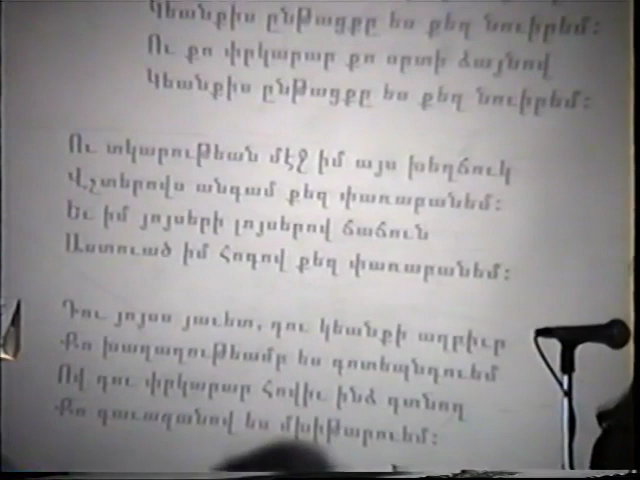 Կեանքիս ընթացքը ես քեզ նուիրեմ:
Ու քո փրկարար քո սրտի ձայնով
Կեանքիս ընթացքը ես քեզ նուիրեմ:
Ու տկարութեան մէջ իմ այս խեղճուկ
Վշտերովս անգամ քեզ փառաբանեմ:
Եւ իմ յոյսերի լոյսերով ճաճուն
Աստուած իմ Հոգով քեզ փառաբանեմ:
Դու յոյսս յաւետ, դու կեանքի աղբիւր
Քո խաղաղութեամբ ես գոտեպնդուեմ
Ով դու փրկարար Հովիւ ինձ գտնող
Քո գաւազանով ես մխիթարուեմ: